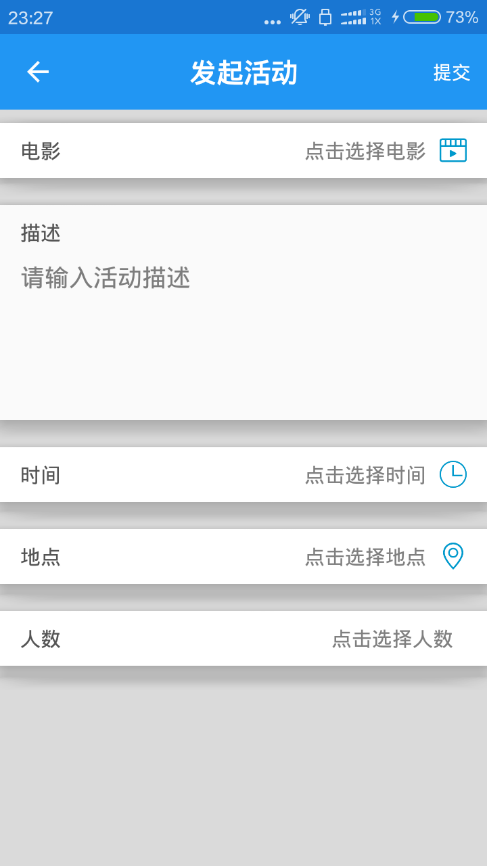 23:27
3G
1X
73%
发起活动
提交
电影
点击选择电影
描述
请输入活动描述
时间
点击选择时间
地点
点击选择地点
人数
点击选择人数